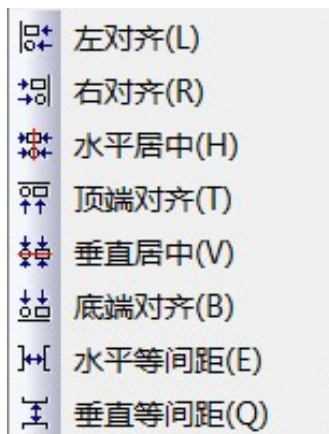 左对齐(L)
右对齐(R)
水平居中(H)
顶端对齐(T)
垂直居中(V)
底端对齐(B)
水平等间距(E)
垂直等间距(Q)